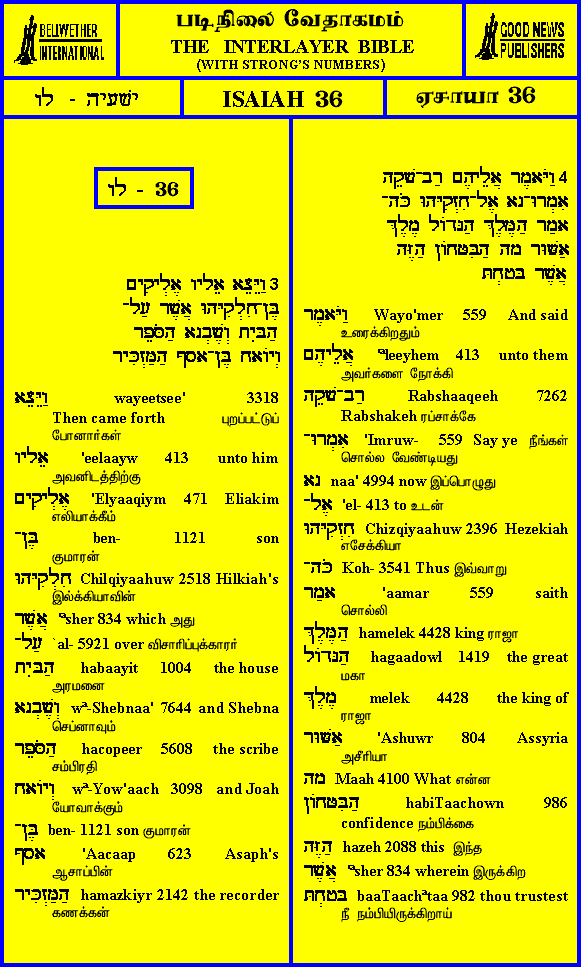 BELLWETHER
INTERNATIONAL
படிநிலை வேதாகமம்
THE INTERLAYER BIBLE
(WITH STRONG'S NUMBERS)
GOOD NEWS
PUBLISHERS
ישעיה - לו
ISAIAH 36
ஏசாயா 36
לו - 36
3 וַיֵּצֵא אֵלָיו אֶלְיָקִים
בֶּן־חִלְקִיָּהוּ אֲשֶׁר עַל־
הַבַּיִת וְשֶׁבְנָא הַסֹּפֵר
וְיוֹאָח בֶּן־אָסָף הַמַּזְכִּיר
וַיֵּצֵא wayeetsee' 3318
Then came forth புறப்பட்டுப்
போனார்கள்
אֵלָיו 'eelaayw 413 unto him
அவனிடத்திற்கு
אֶלְיָקִים 'Elyaaqiym 471 Eliakim
எலியாக்கீம்
בֶּן־ ben- 1121 son
குமாரன்
חִלְקִיָּהוּ Chilqiyaahuw 2518 Hilkiah's
இல்க்கியாவின்
אֲשֶׁר ªsher 834 which அது
עַל־ `al- 5921 over விசாரிப்புக்காரர்
הַבַּיִת habaayit 1004 the house
அரமனை
וְשֶׁבְנָא wª-Shebnaa' 7644 and Shebna
செப்னாவும்
הַסֹּפֵר hacopeer 5608 the scribe
சம்பிரதி
וְיוֹאָח wª-Yow'aach 3098 and Joah
யோவாக்கும்
בֶּן־ ben- 1121 son குமாரன்
אָסָף 'Aacaap 623 Asaph's
ஆசாப்பின்
הַמַּזְכִּיר hamazkiyr 2142 the recorder
கணக்கன்
4 וַיֹּאמֶר אֲלֵיהֶם רַב־שָׁקֵה
אִמְרוּ־נָא אֶל־חִזְקִיָּהוּ כֹּה־
אָמַר הַמֶּלֶךְ הַגָּדוֹל מֶלֶךְ
אַשּׁוּר מָה הַבִּטָּחוֹן הַזֶּה
אֲשֶׁר בָּטָחְתָּ
וַיֹּאמֶר Wayo'mer 559 And said
உரைக்கிறதும்
אֲלֵיהֶם ªleeyhem 413 unto them
அவர்களை நோக்கி
רַב־שָׁקֵה Rabshaaqeeh 7262
Rabshakeh ரப்சாக்கே
אִמְרוּ־ 'Imruw- 559 Say ye நீங்கள்
சொல்ல வேண்டியது
נָא naa' 4994 now இப்பொழுது
אֶל־ 'el- 413 to உடன்
חִזְקִיָּהוּ Chizqiyaahuw 2396 Hezekiah
எசேக்கியா
כֹּה־ Koh- 3541 Thus இவ்வாறு
אָמַר 'aamar 559 saith
சொல்லி
הַמֶּלֶךְ hamelek 4428 king ராஜா
הַגָּדוֹל hagaadowl 1419 the great
மகா
מֶלֶךְ melek 4428 the king of
ராஜா
אַשּׁוּר 'Ashuwr 804 Assyria
அசீரியா
מָה Maah 4100 What என்ன
הַבִּטָּחוֹן habiTaachown 986
confidence நம்பிக்கை
הַזֶּה hazeh 2088 this இந்த
אֲשֶׁר ªsher 834 wherein இருக்கிற
בָּטָחְתָּ baaTaachªtaa 982 thou trustest
நீ நம்பியிருக்கிறாய்